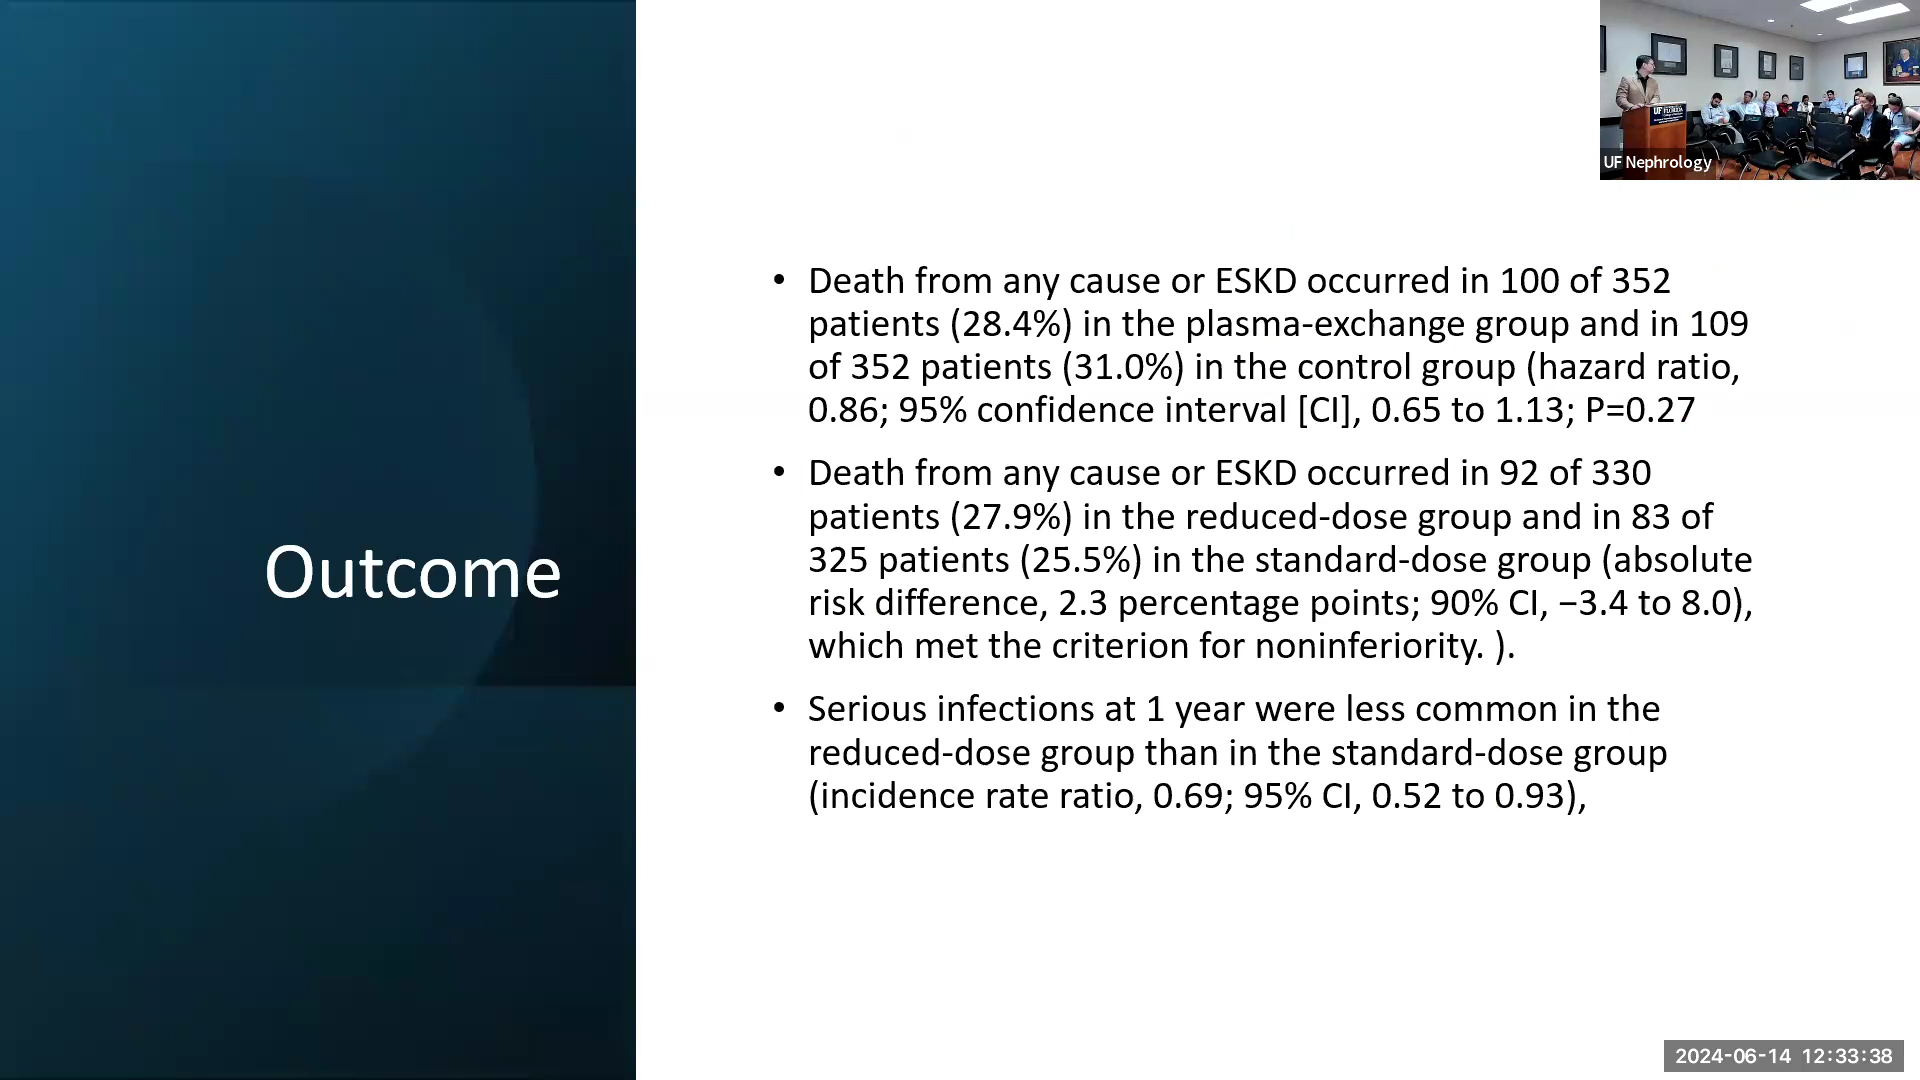 UF Nephrology
Outcome
• Death from any cause or ESKD occurred in 100 of 352
patients (28.4%) in the plasma-exchange group and in 109
of 352 patients (31.0%) in the control group (hazard ratio,
0.86; 95% confidence interval [CI], 0.65 to 1.13; P=0.27
• Death from any cause or ESKD occurred in 92 of 330
patients (27.9%) in the reduced-dose group and in 83 of
325 patients (25.5%) in the standard-dose group (absolute
risk difference, 2.3 percentage points; 90% CI, −3.4 to 8.0),
which met the criterion for noninferiority. ).
• Serious infections at 1 year were less common in the
reduced-dose group than in the standard-dose group
(incidence rate ratio, 0.69; 95% CI, 0.52 to 0.93),
2024-06-14 12:33:38